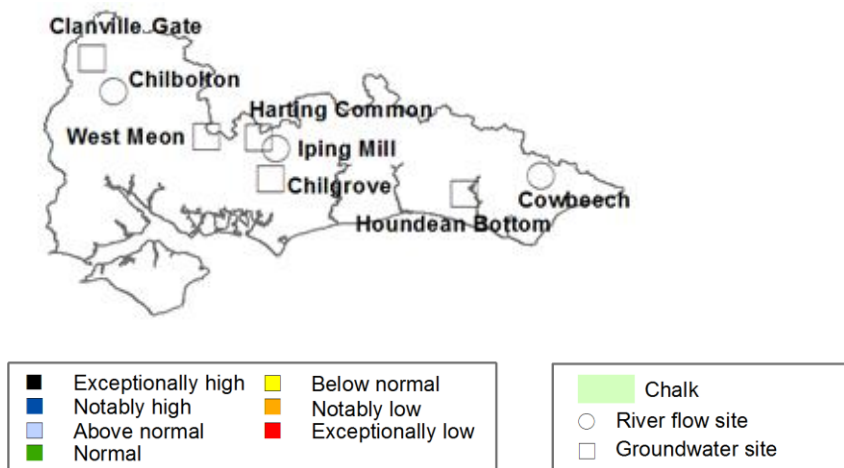 Clanville Gate
Chilbolton
Harting Common
West Meon
Iping Mill
Chilgrove
Cowbeech
Houndean Bottom
Exceptionally high
Below normal
Notably high
Notably low
Above normal
Exceptionally low
Normal
Chalk
River flow site
Groundwater site